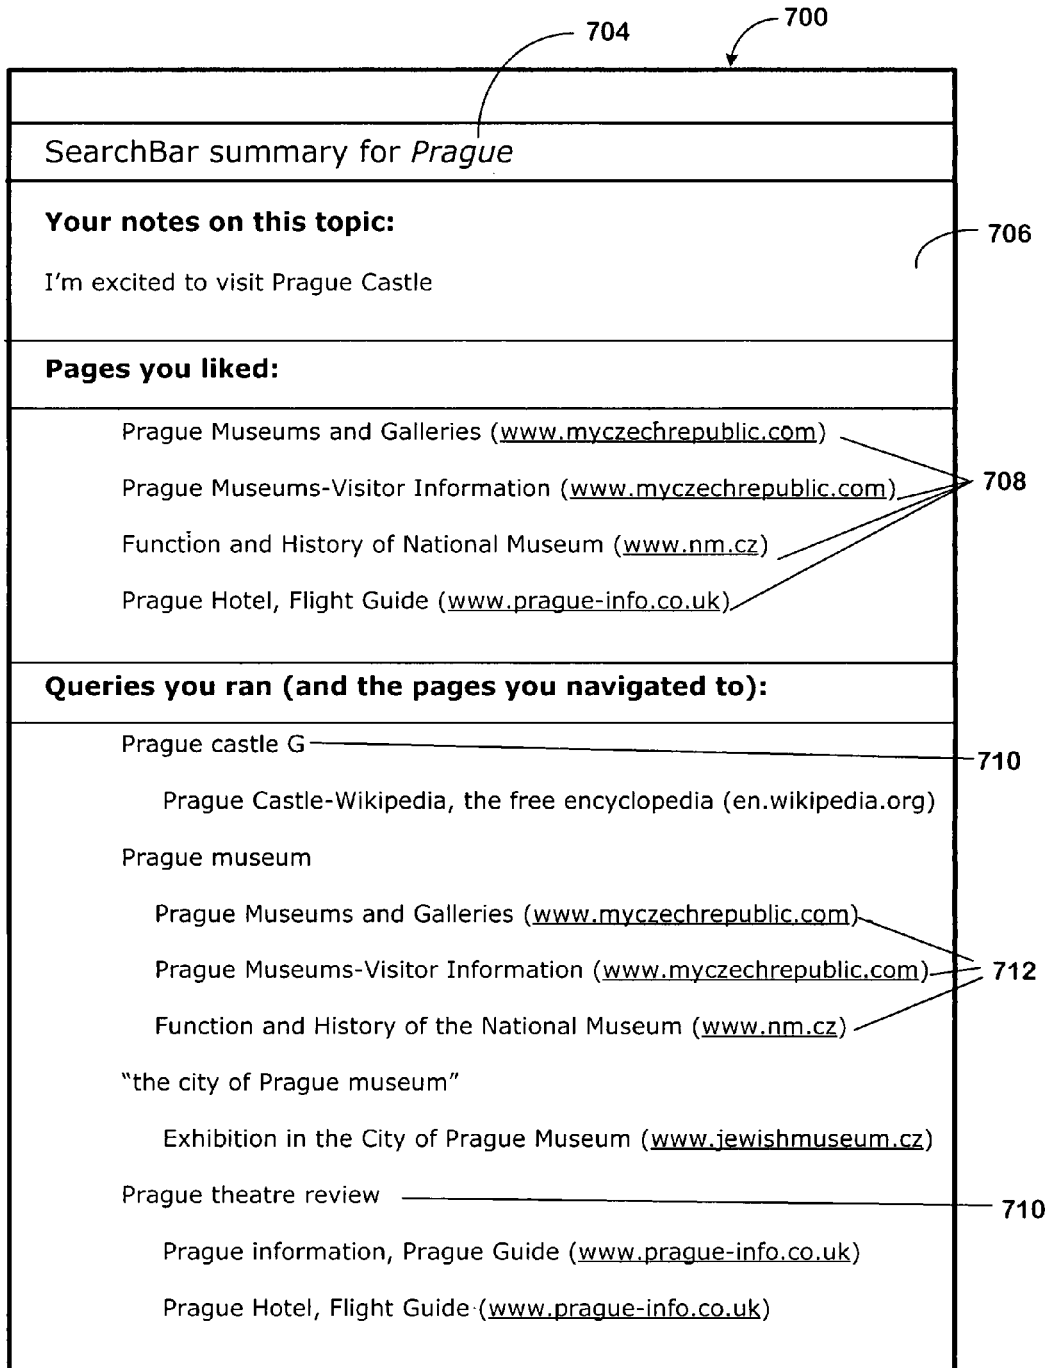 700
704
SearchBar summary for Prague
Your notes on this topic:
706
I'm excited to visit Prague Castle
Pages you liked:
Prague Museums and Galleries (www.myczechrepublic.com)
Prague Museums-Visitor Information (www.myczechrepublic.com)
708
Function and History of National Museum (www.nm.cz)
Prague Hotel, Flight Guide (www.prague-info.co.uk)
Queries you ran (and the pages you navigated to):
Prague castle G
710
Prague Castle-Wikipedia, the free encyclopedia (en.wikipedia.org)
Prague museum
Prague Museums and Galleries (www.myczechrepublic.com)
Prague Museums-Visitor Information (www.myczechrepublic.com)
712
Function and History of the National Museum (www.nm.cz)
"the city of Prague museum"
Exhibition in the City of Prague Museum (www.jewishmuseum.cz)
Prague theatre review
710
Prague information, Prague Guide (www.prague-info.co.uk)
Prague Hotel, Flight Guide (www.prague-info.co.uk)